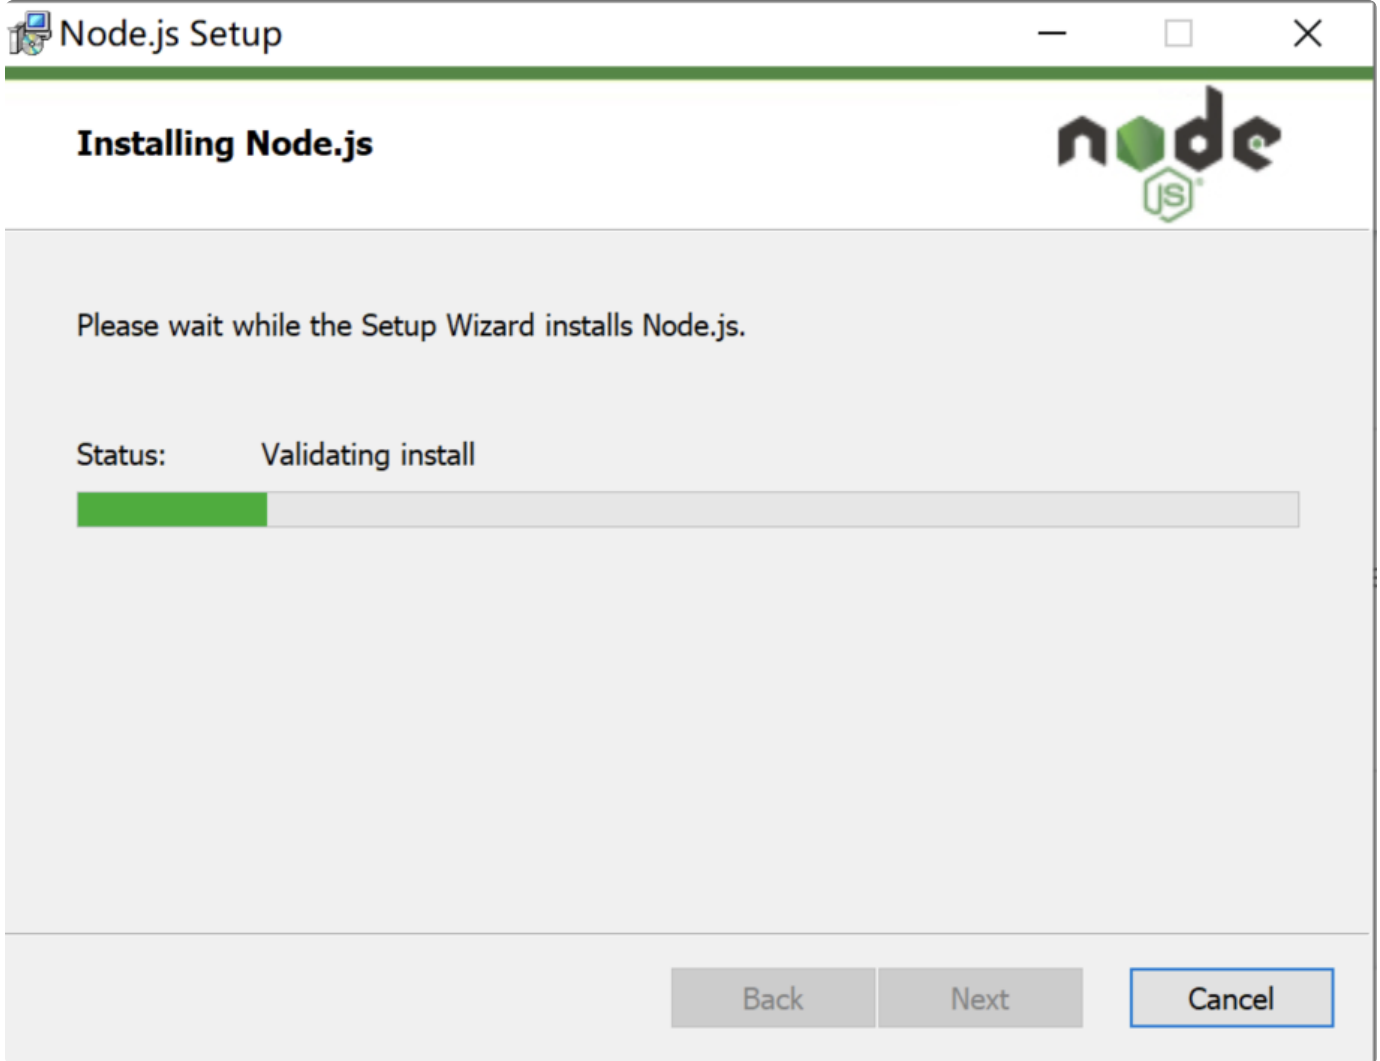 Node.js Setup
Installing Node.js
node
JS
Please wait while the Setup Wizard installs Node.js.
Status: Validating install
Back Next Cancel